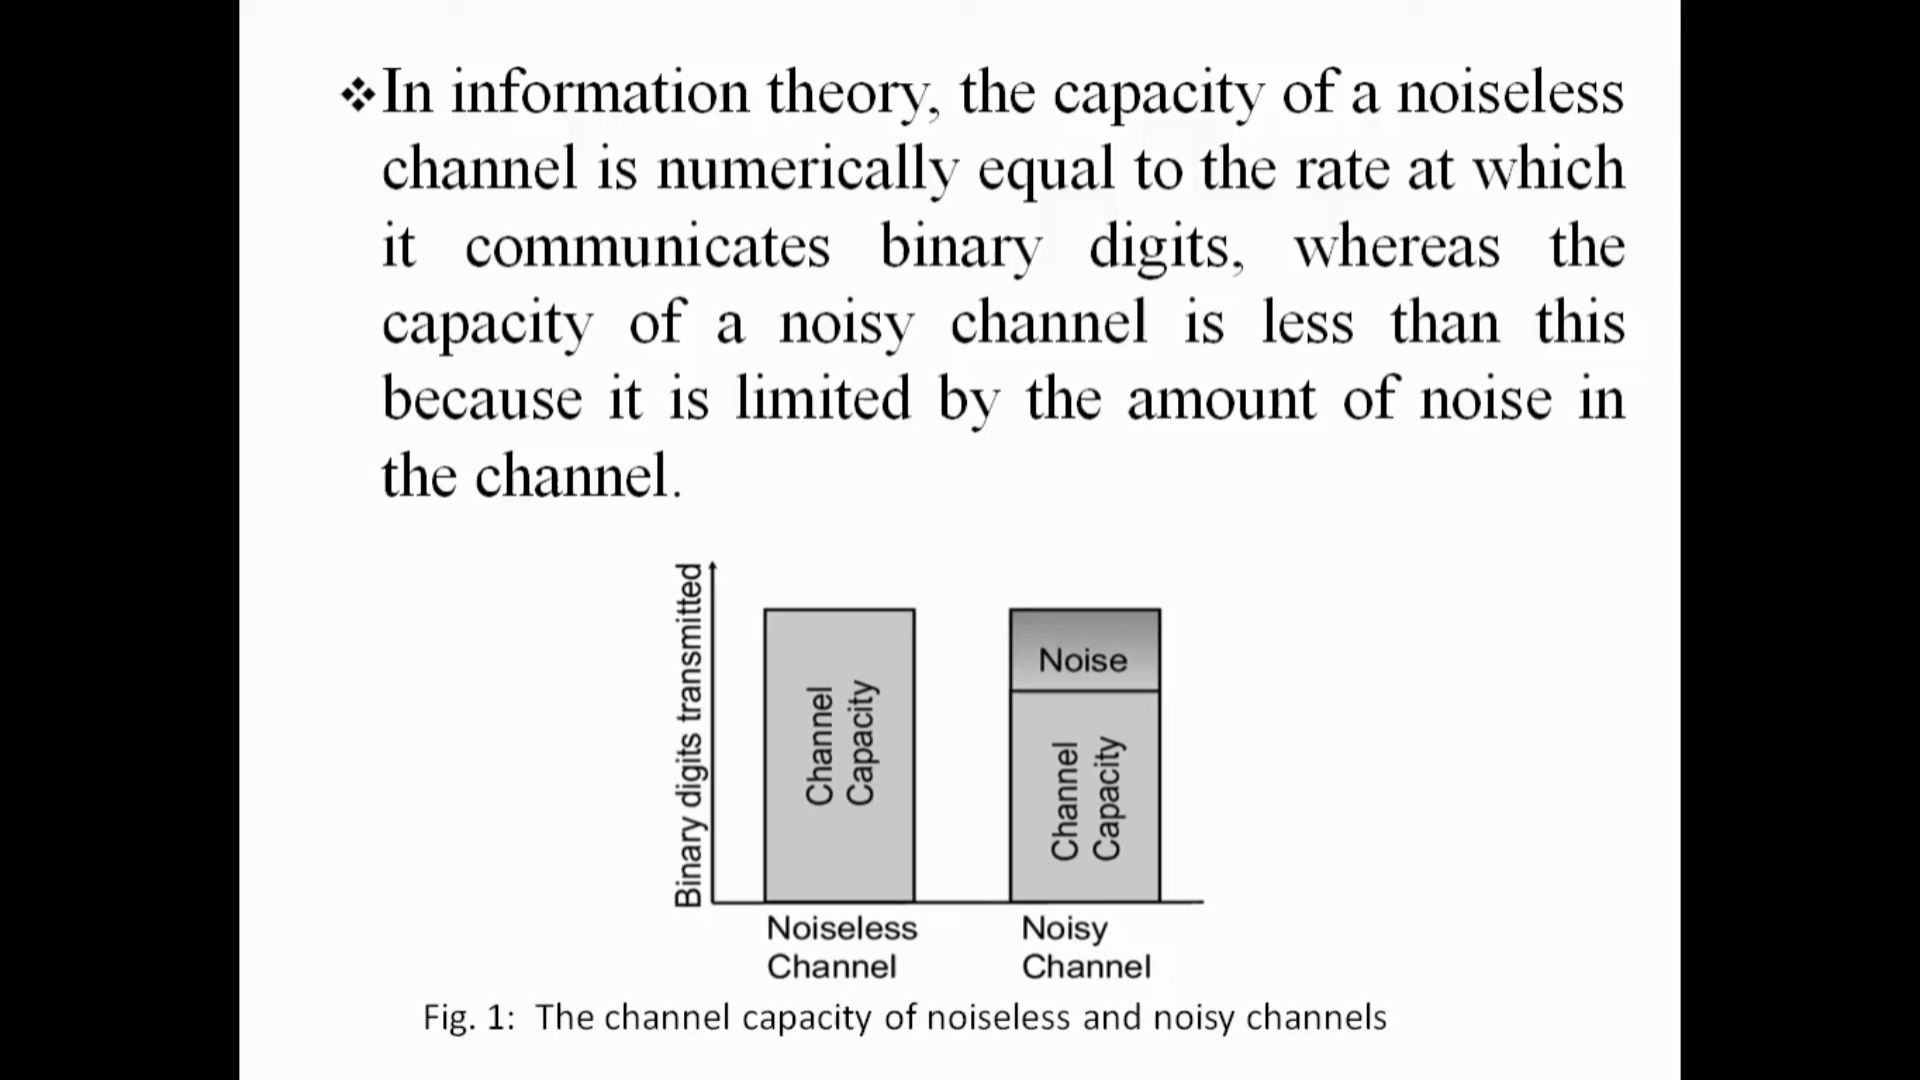 ❖In information theory, the capacity of a noiseless
channel is numerically equal to the rate at which
it communicates binary digits, whereas the
capacity of a noisy channel is less than this
because it is limited by the amount of noise in
the channel.
Binary digits transmitted
Channel
Capacity
Noise
Channel
Capacity
Noiseless
Channel
Noisy
Channel
Fig. 1: The channel capacity of noiseless and noisy channels